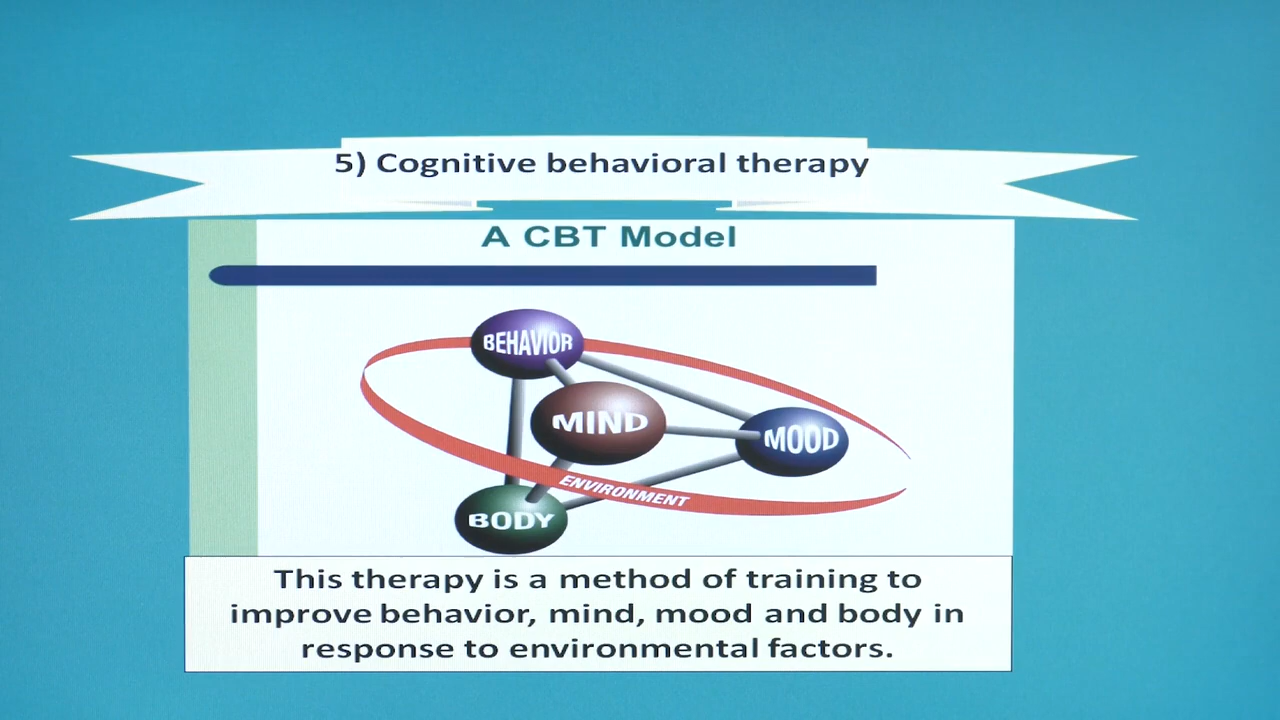 5) Cognitive behavioral therapy
A CBT Model
BEHAVIOR
MIND
MOOD
ENVIRONMENT
BODY
This therapy is a method of training to
improve behavior, mind, mood and body in
response to environmental factors.